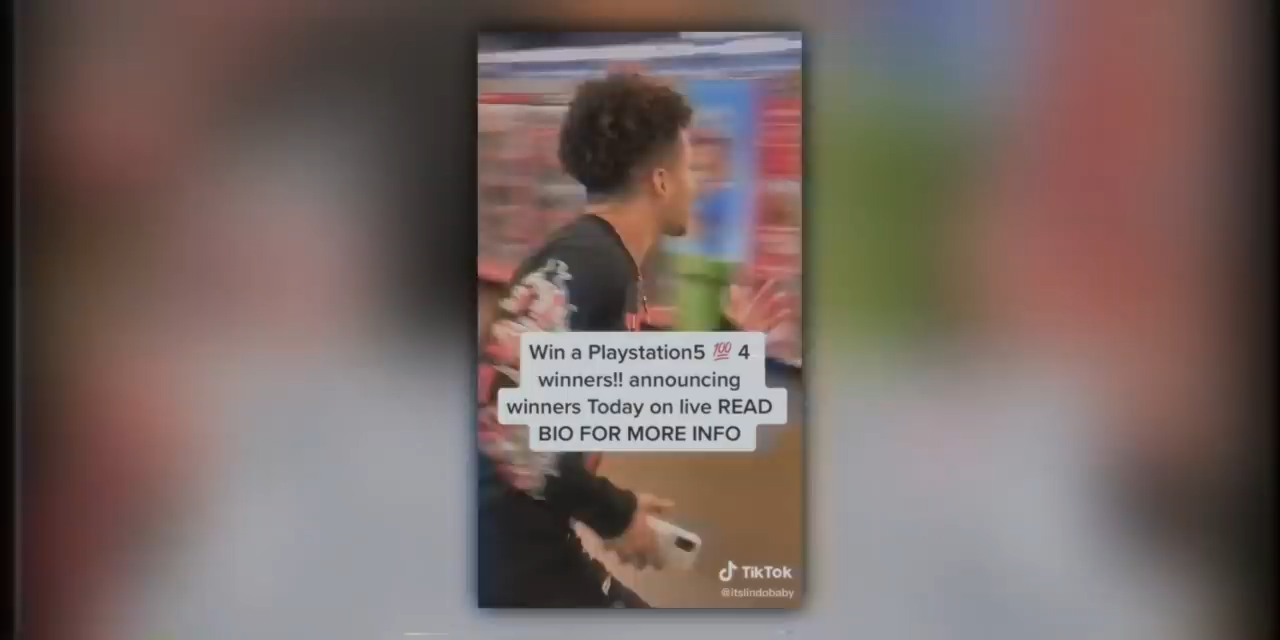 Win a Playstation5 💯 4
winners!! announcing
winners Today on live READ
BIO FOR MORE INFO
TikTok
@itslindobaby